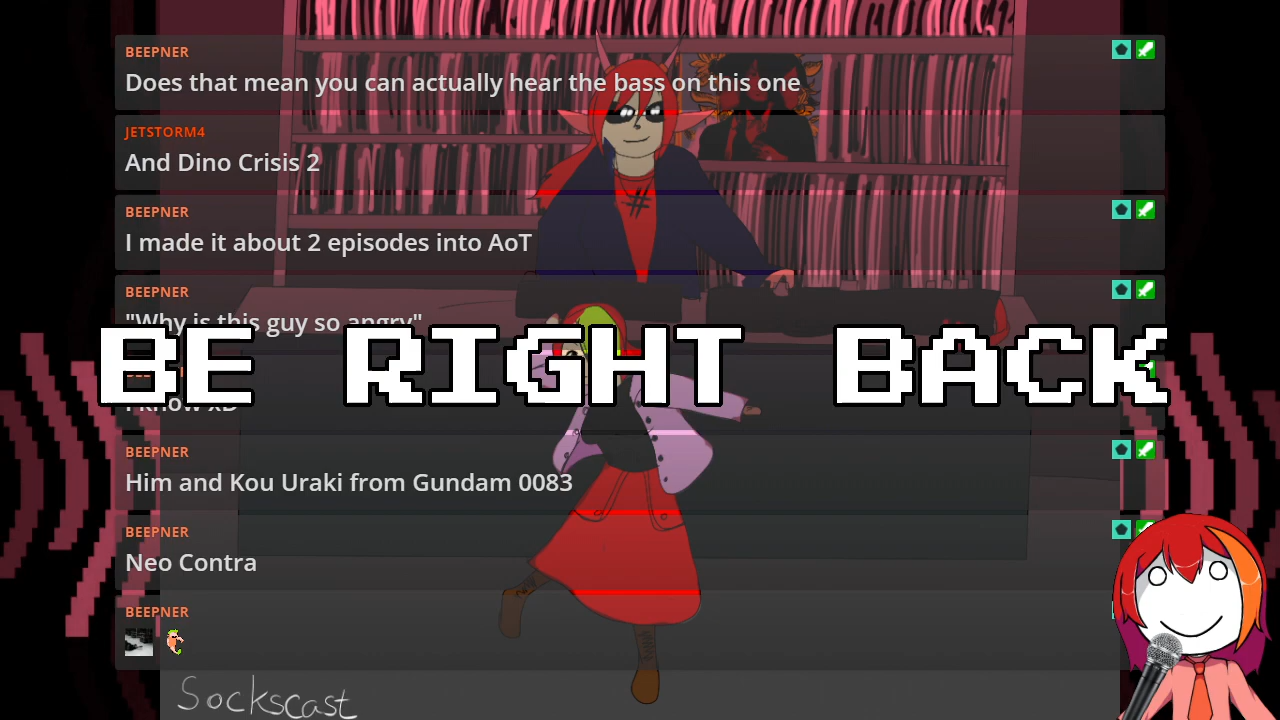 BEEPNER
Does that mean you can actually hear the bass on this one
JETSTORM4
And Dino Crisis 2
BEEPNER
I made it about 2 episodes into AoT
BEEPNER
"Why is this guy so angry"
BE RIGHT BACK
I know xD
BEEPNER
Him and Kou Uraki from Gundam 0083
BEEPNER
Neo Contra
BEEPNER
Sockscast